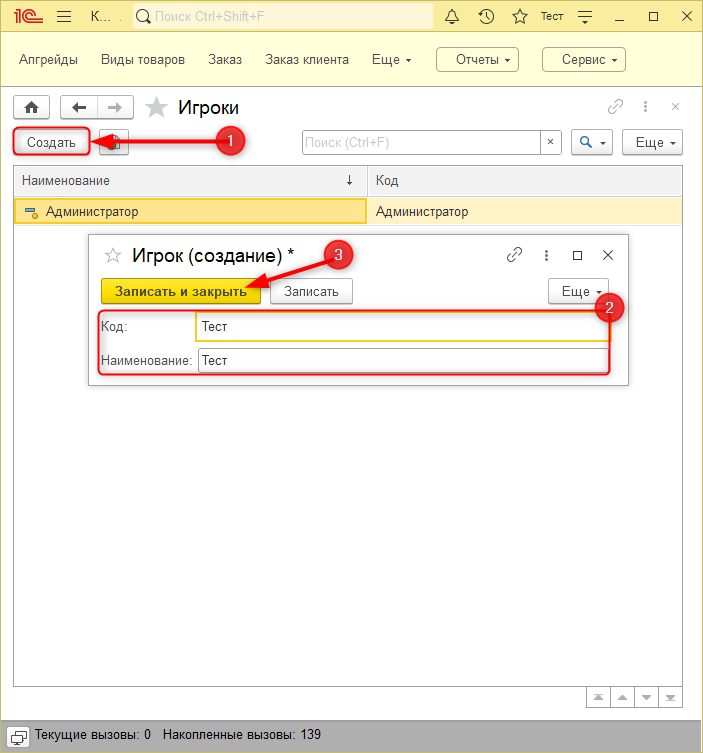 1С К... Поиск Ctrl+Shift+F Тест
Апгрейды Виды товаров Заказ Заказ клиента Еще Отчеты Сервис
Игроки
Создать 1 Поиск (Ctrl+F) × Еще
Наименование ↓ Код
Администратор Администратор
Игрок (создание) * 3
Записать и закрыть Записать Еще
2
Код: Тест
Наименование: Тест
Текущие вызовы: 0 Накопленные вызовы: 139